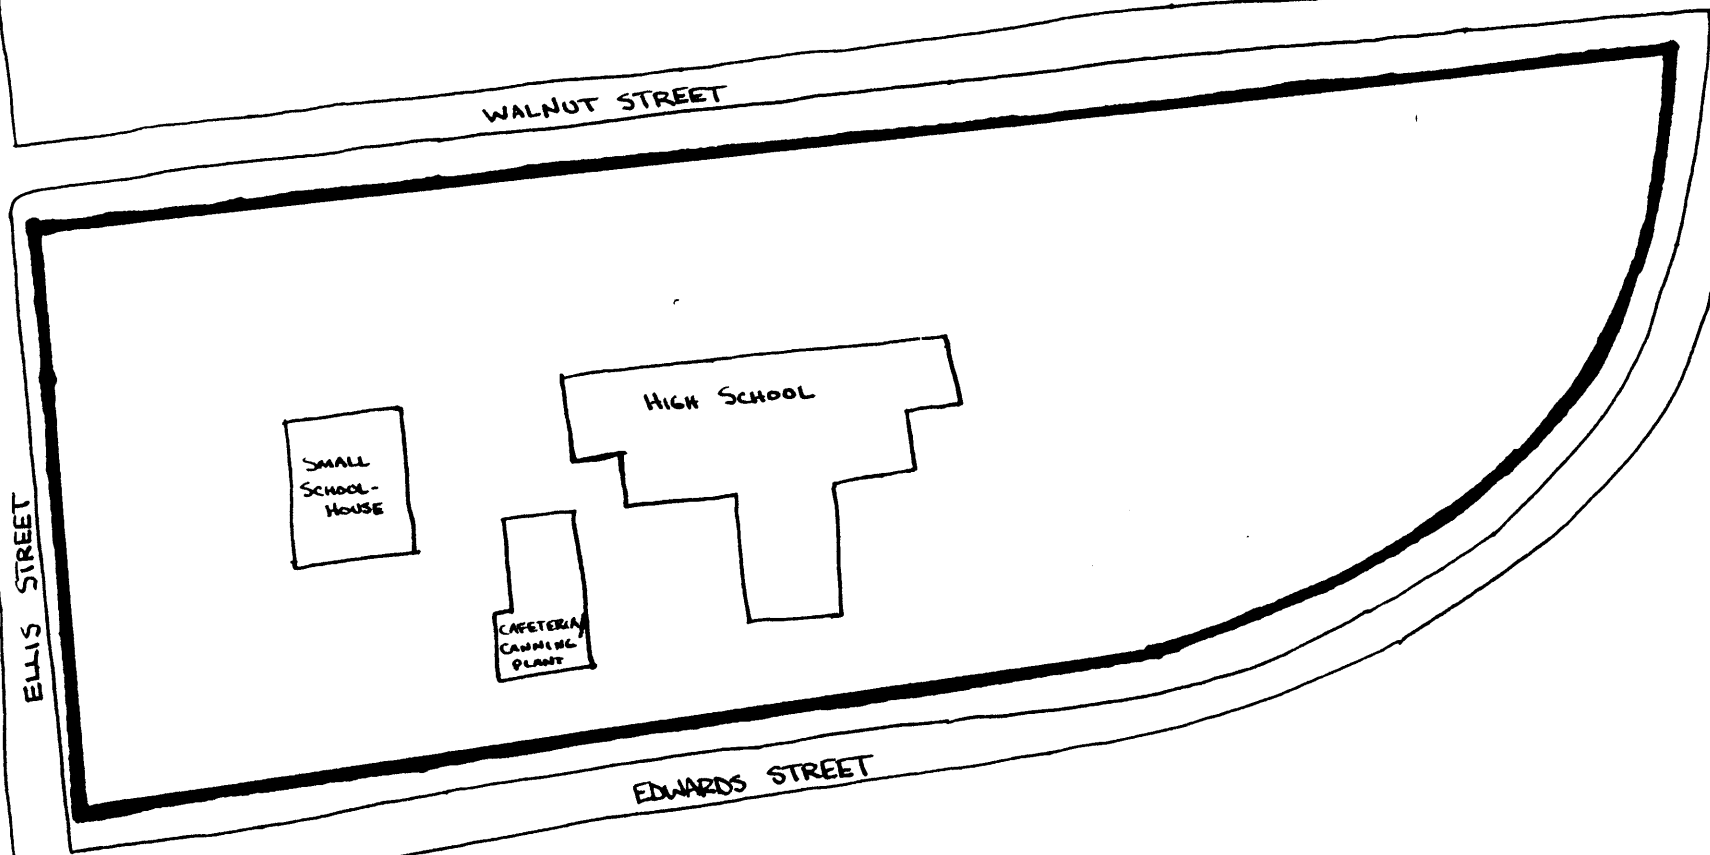 WALNUT STREET
HIGH SCHOOL
SMALL
SCHOOL-
HOUSE
CAFETERIA/
CANNING
PLANT
ELLIS STREET
EDWARDS STREET